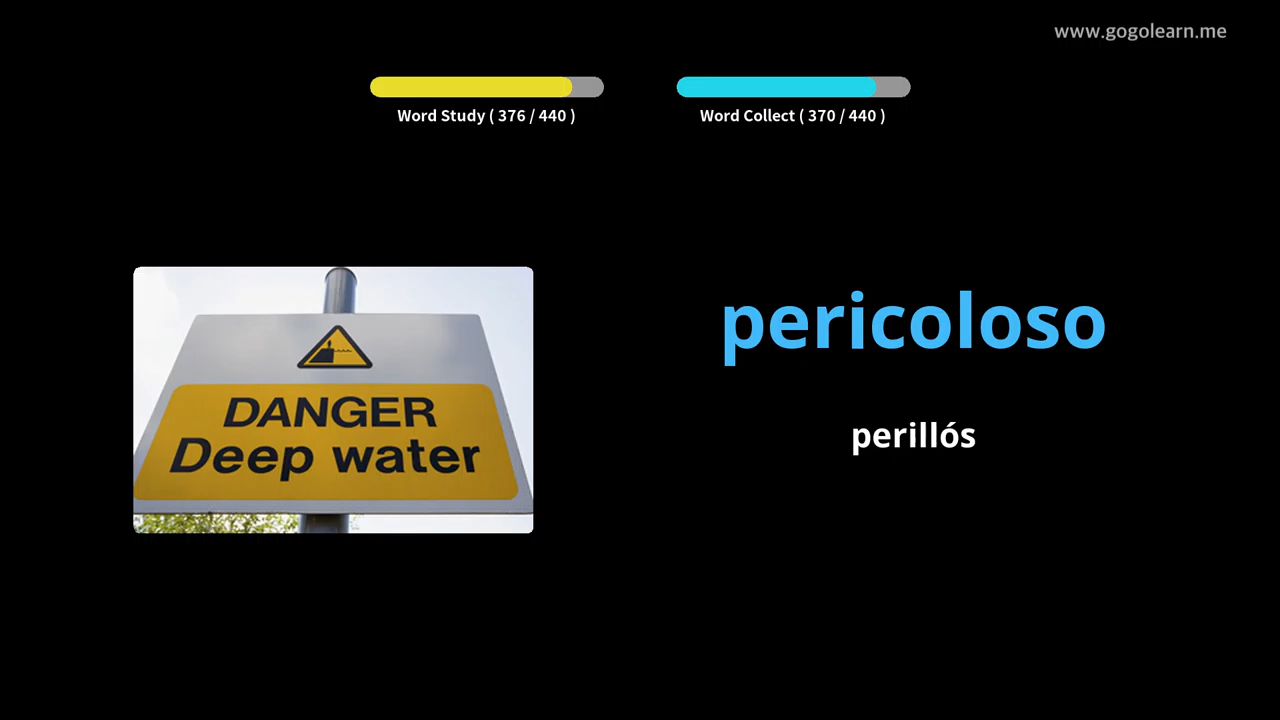 www.gogolearn.me
Word Study ( 376 / 440 )
Word Collect ( 370 / 440 )
DANGER
Deep water
pericoloso
perillós